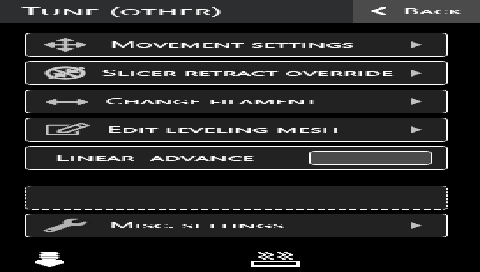 Tune (other)
Back
Movement settings
Slicer retract override
Change filament
Edit leveling mesh
Linear advance
Misc settings